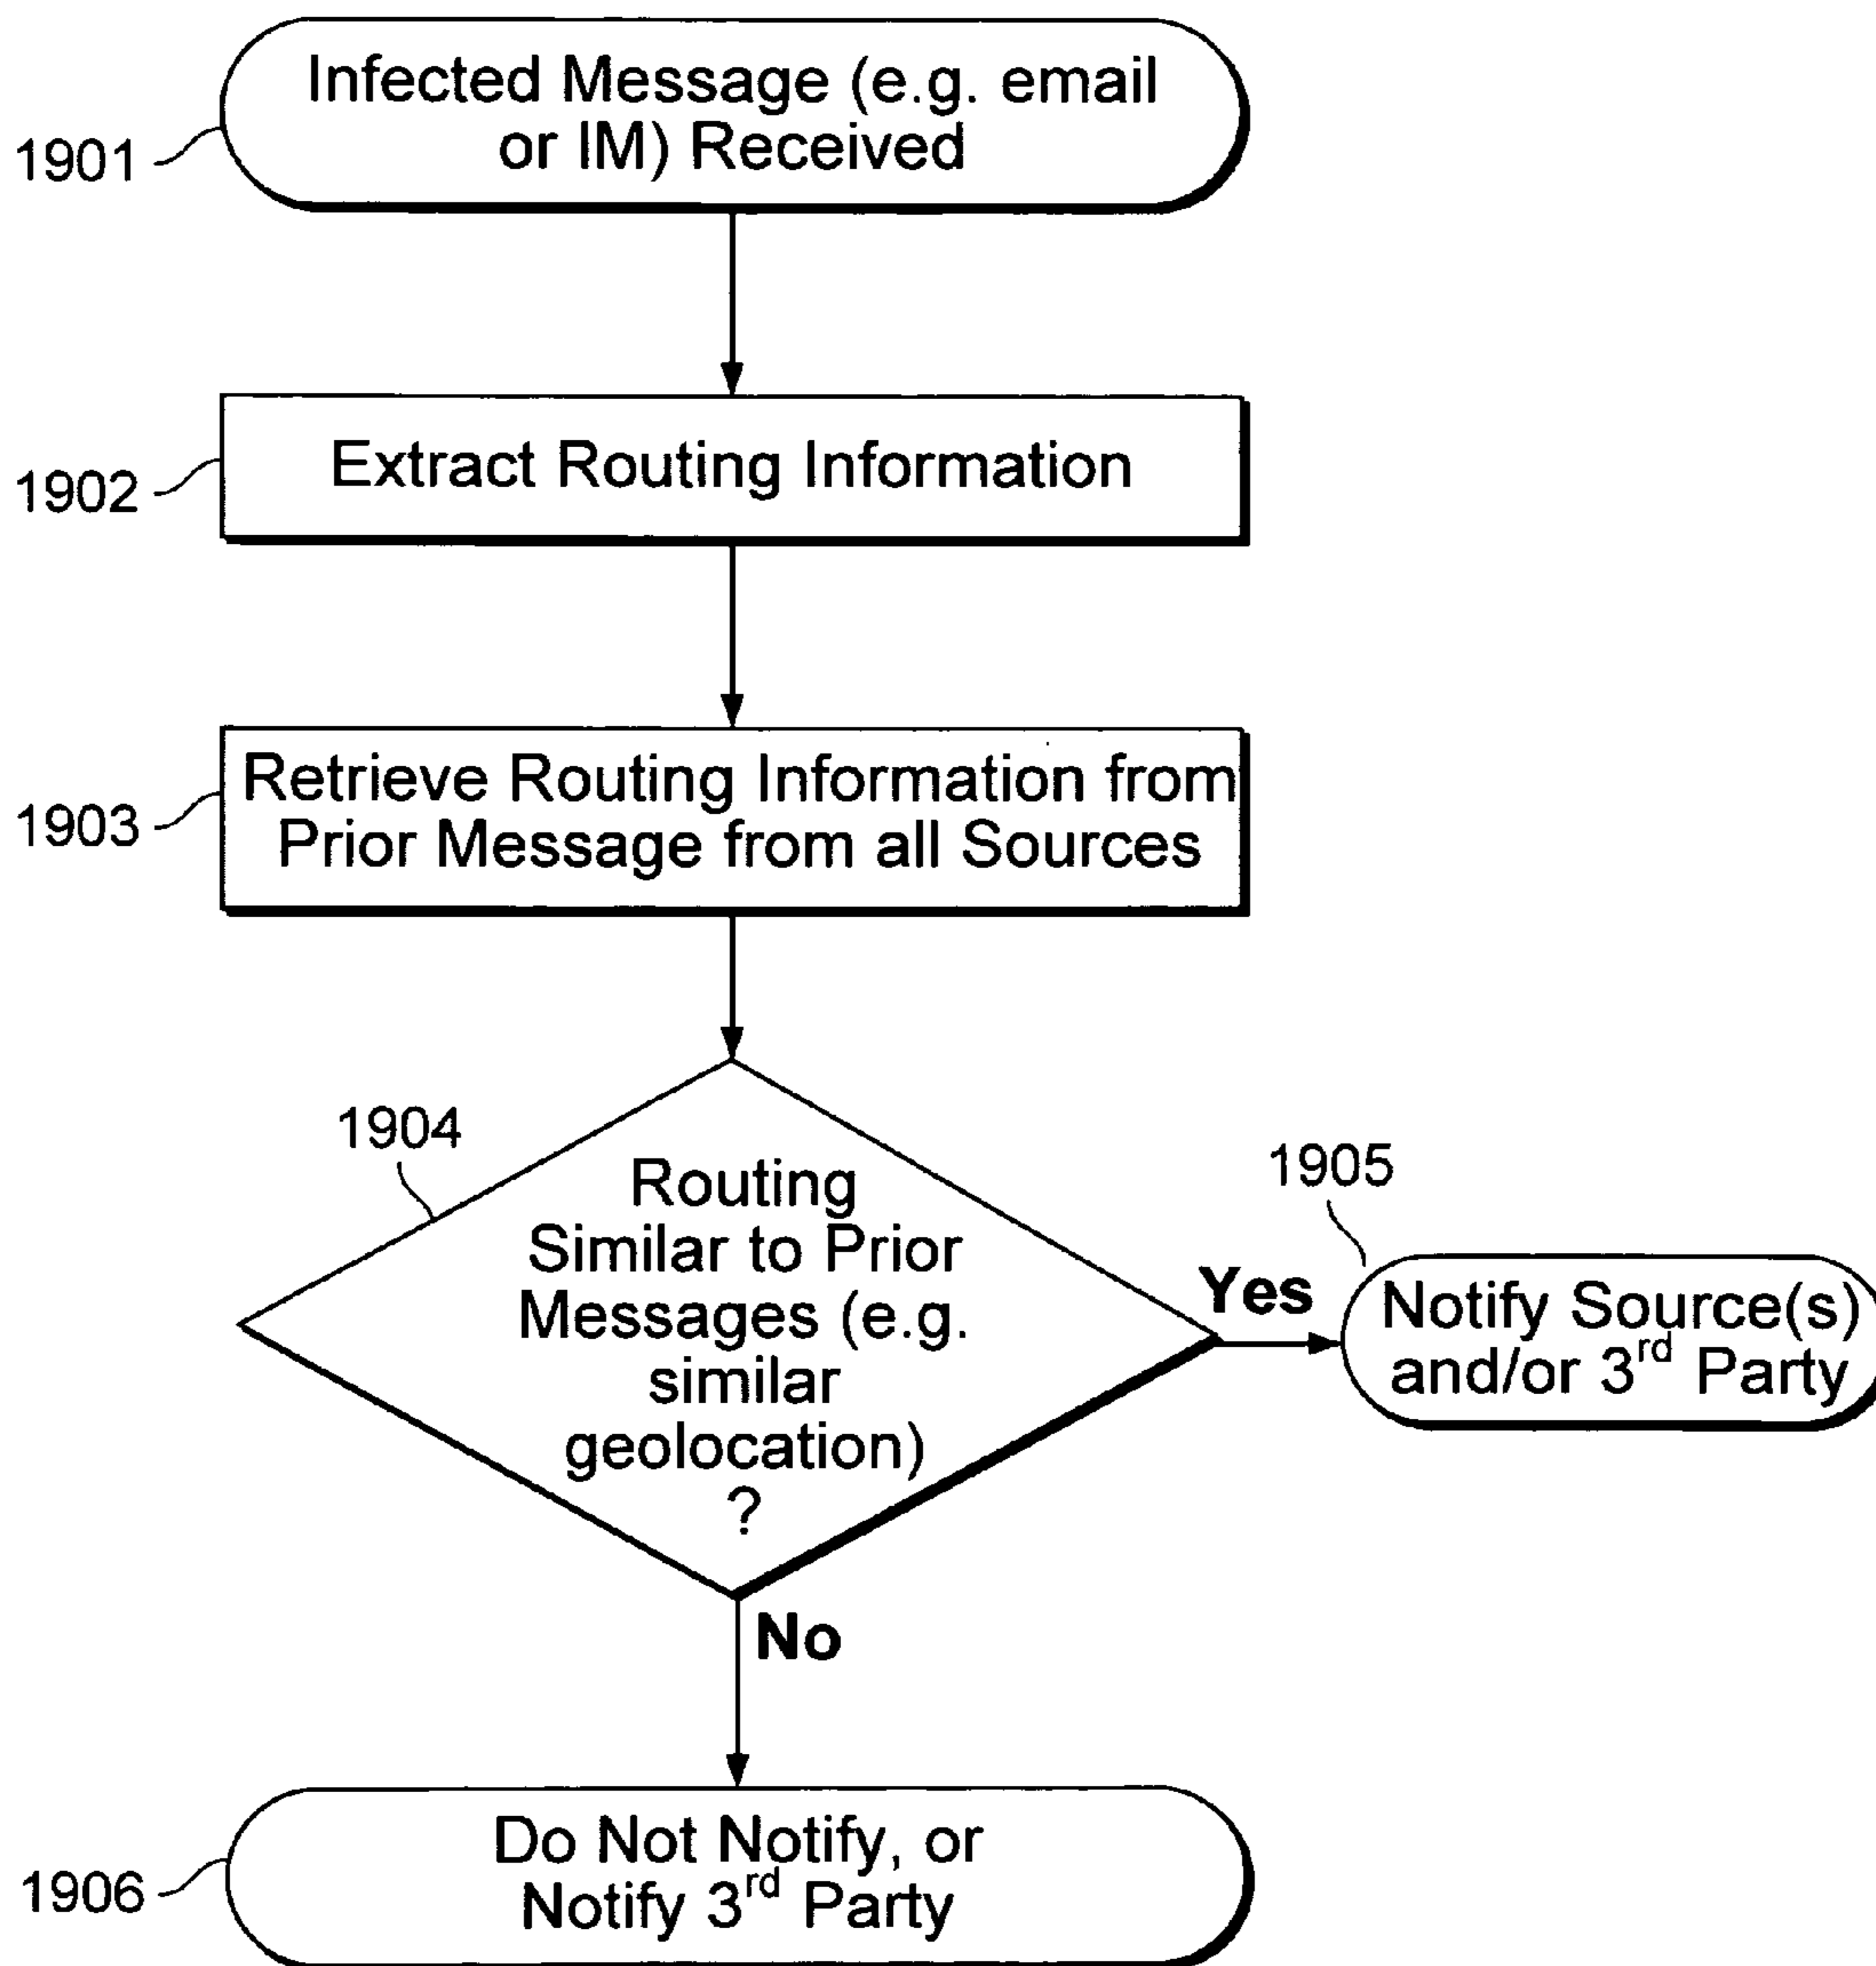 Infected Message (e.g. email
or IM) Received
1901
Extract Routing Information
1902
Retrieve Routing Information from
Prior Message from all Sources
1903
1904
Routing
Similar to Prior
Messages (e.g.
similar
geolocation)
?
Yes
1905
Notify Source(s)
and/or 3rd Party
No
Do Not Notify, or
Notify 3rd Party
1906